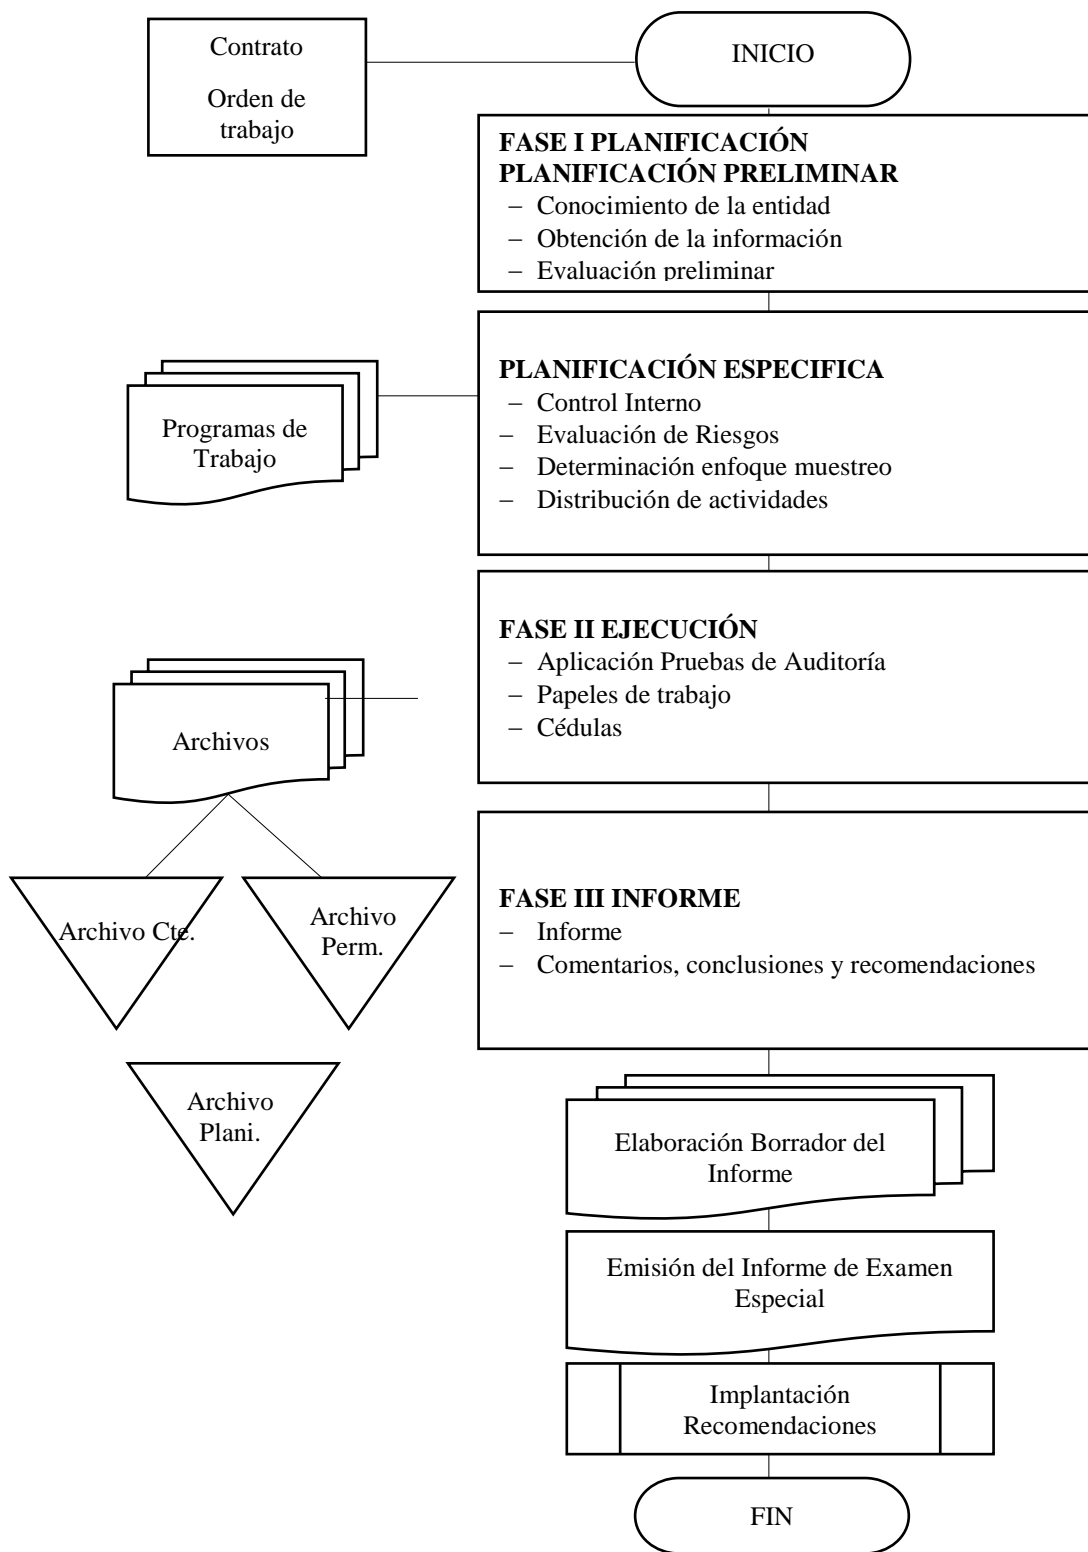 Contrato
Orden de
trabajo
INICIO
FASE I PLANIFICACIÓN
PLANIFICACIÓN PRELIMINAR
– Conocimiento de la entidad
– Obtención de la información
– Evaluación preliminar
Programas de
Trabajo
PLANIFICACIÓN ESPECIFICA
– Control Interno
– Evaluación de Riesgos
– Determinación enfoque muestreo
– Distribución de actividades
Archivos
FASE II EJECUCIÓN
– Aplicación Pruebas de Auditoría
– Papeles de trabajo
– Cédulas
Archivo Cte.
Archivo
Perm.
Archivo
Plani.
FASE III INFORME
– Informe
– Comentarios, conclusiones y recomendaciones
Elaboración Borrador del
Informe
Emisión del Informe de Examen
Especial
Implantación
Recomendaciones
FIN